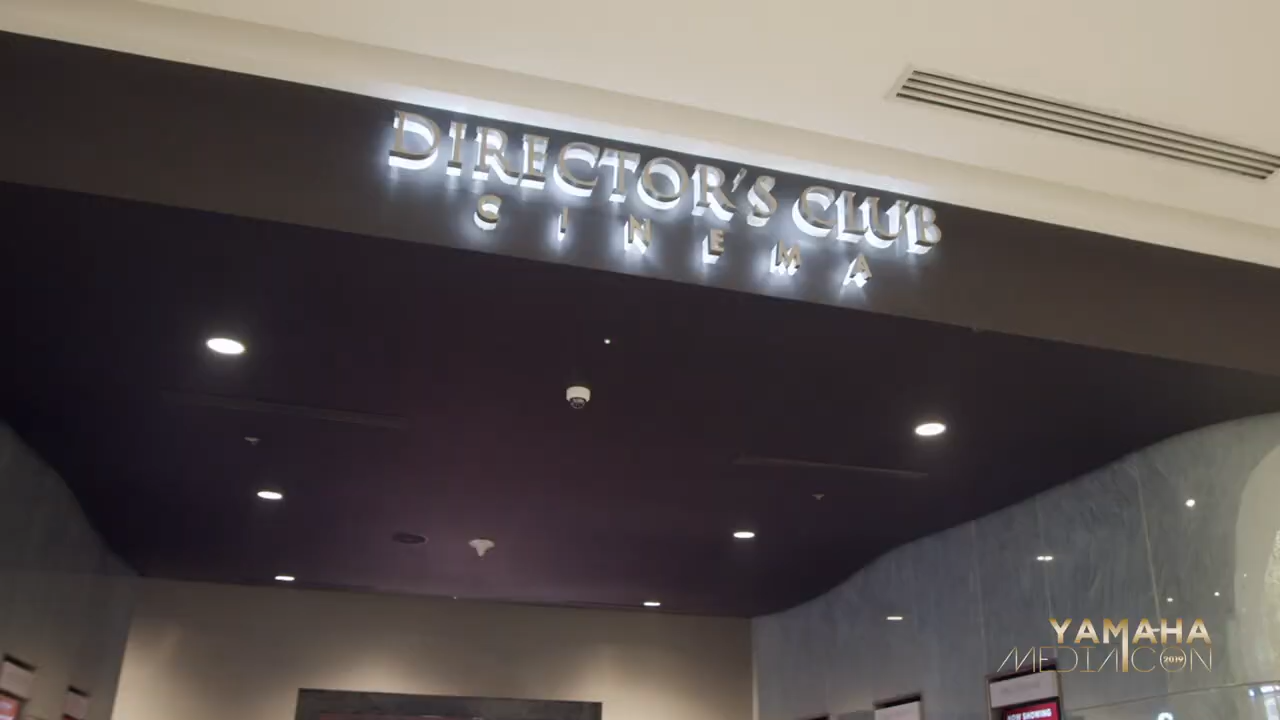 DIRECTOR'S CLUB
CINEMA
YAMAHA
MEDIACON
2019
NOW SHOWING